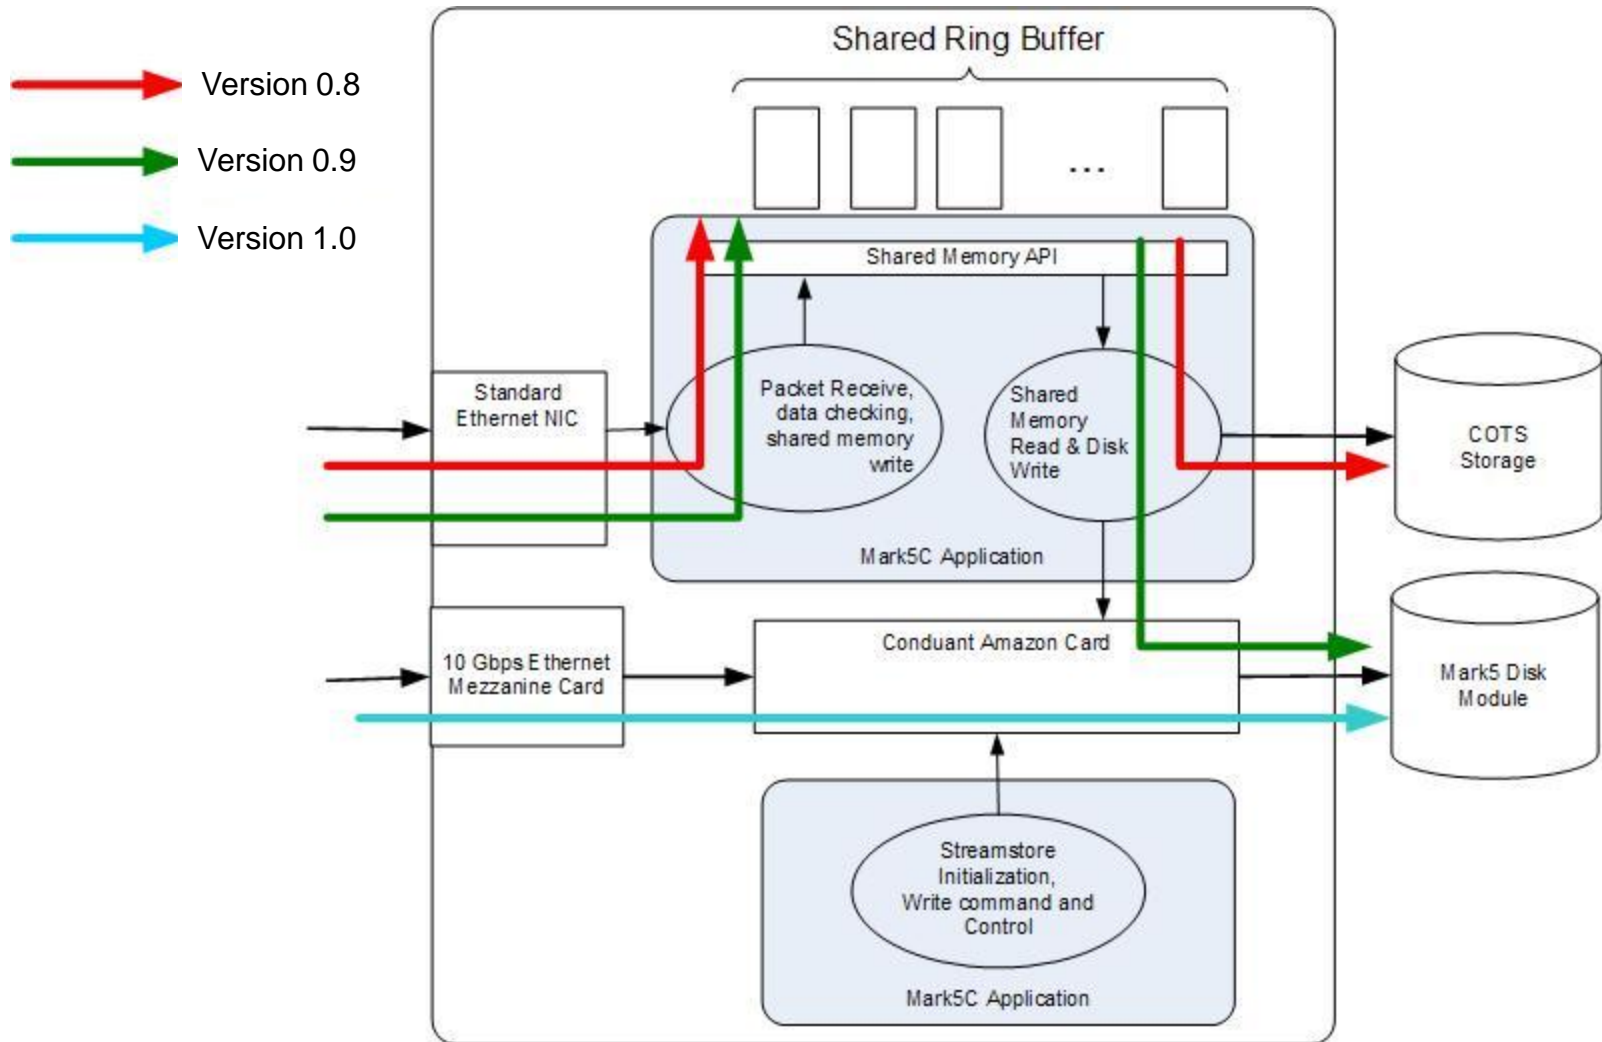 Shared Ring Buffer
Version 0.8
Version 0.9
Version 1.0
...
Shared Memory API
Standard
Ethernet NIC
Packet Receive,
data checking,
shared memory
write
Shared
Memory
Read & Disk
Write
COTS
Storage
Mark5C Application
10 Gbps Ethernet
Mezzanine Card
Conduant Amazon Card
Mark5 Disk
Module
Streamstore
Initialization,
Write command and
Control
Mark5C Application